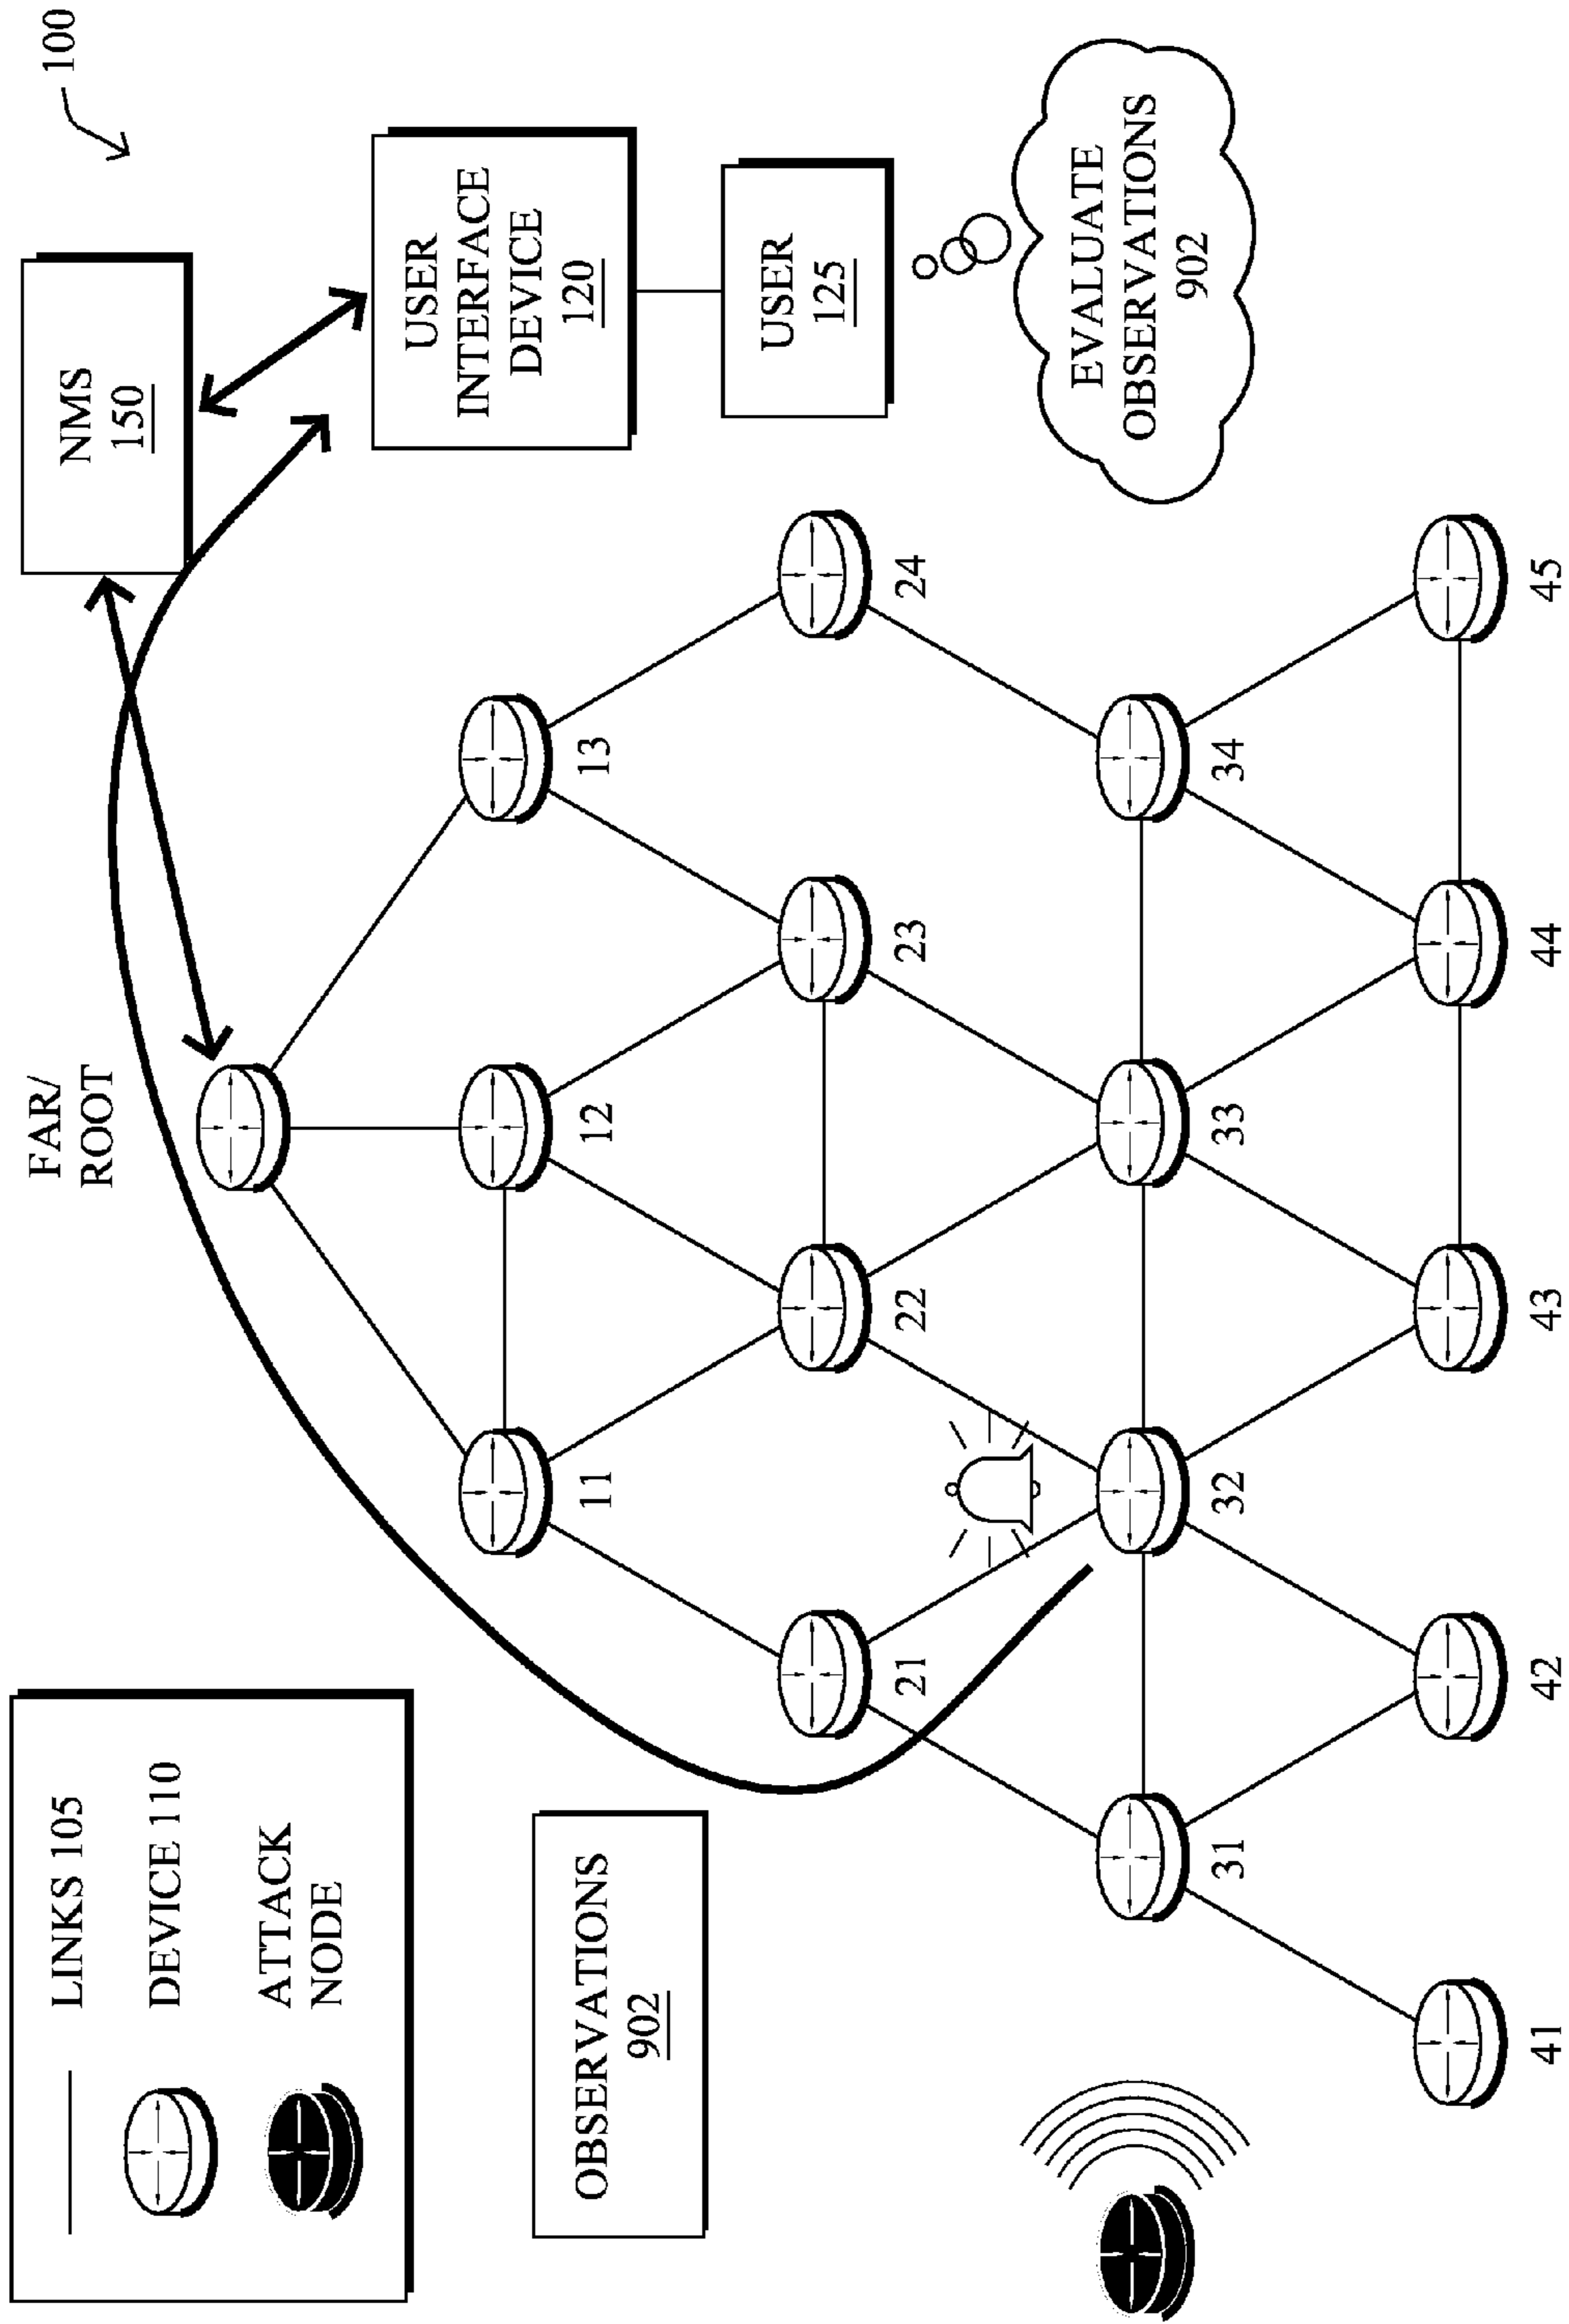 LINKS 105
DEVICE 110
ATTACK
NODE
FAR/
ROOT
NMS
150
100
USER
INTERFACE
DEVICE
120
USER
125
EVALUATE
OBSERVATIONS
902
OBSERVATIONS
902
11
12
13
21
22
23
24
31
32
33
34
41
42
43
44
45